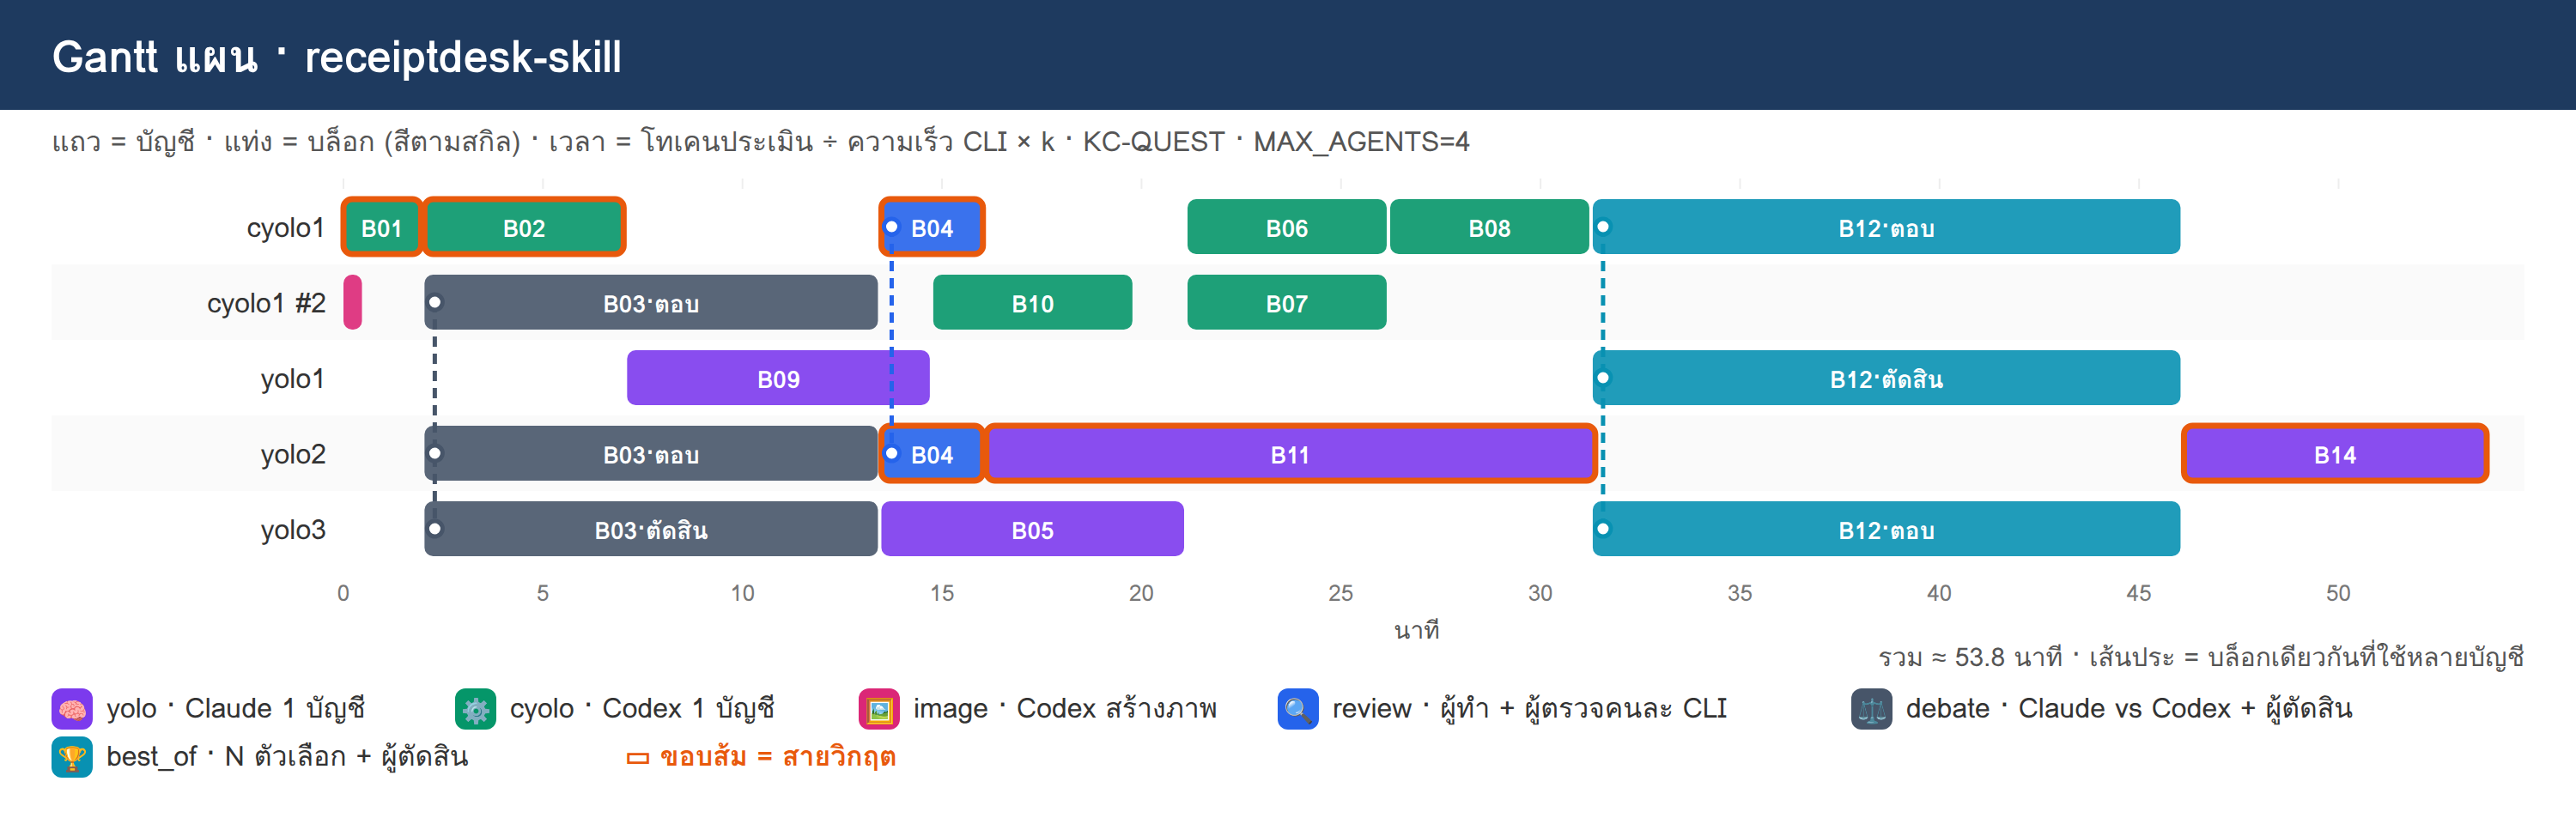 Gantt แผน · receiptdesk-skill
แถว = บัญชี · แท่ง = บล็อก (สีตามสกิล) · เวลา = โทเคนประเมิน ÷ ความเร็ว CLI × k · KC-QUEST · MAX_AGENTS=4
cyolo1 B01 B02 B04 B06 B08 B12·ตอบ
cyolo1 #2 B03·ตอบ B10 B07
yolo1 B09 B12·ตัดสิน
yolo2 B03·ตอบ B04 B11 B14
yolo3 B03·ตัดสิน B05 B12·ตอบ
0 5 10 15 20 25 30 35 40 45 50
นาที
รวม ≈ 53.8 นาที · เส้นประ = บล็อกเดียวกันที่ใช้หลายบัญชี
yolo · Claude 1 บัญชี cyolo · Codex 1 บัญชี image · Codex สร้างภาพ review · ผู้ทำ + ผู้ตรวจคนละ CLI debate · Claude vs Codex + ผู้ตัดสิน
best_of · N ตัวเลือก + ผู้ตัดสิน ▭ ขอบส้ม = สายวิกฤต